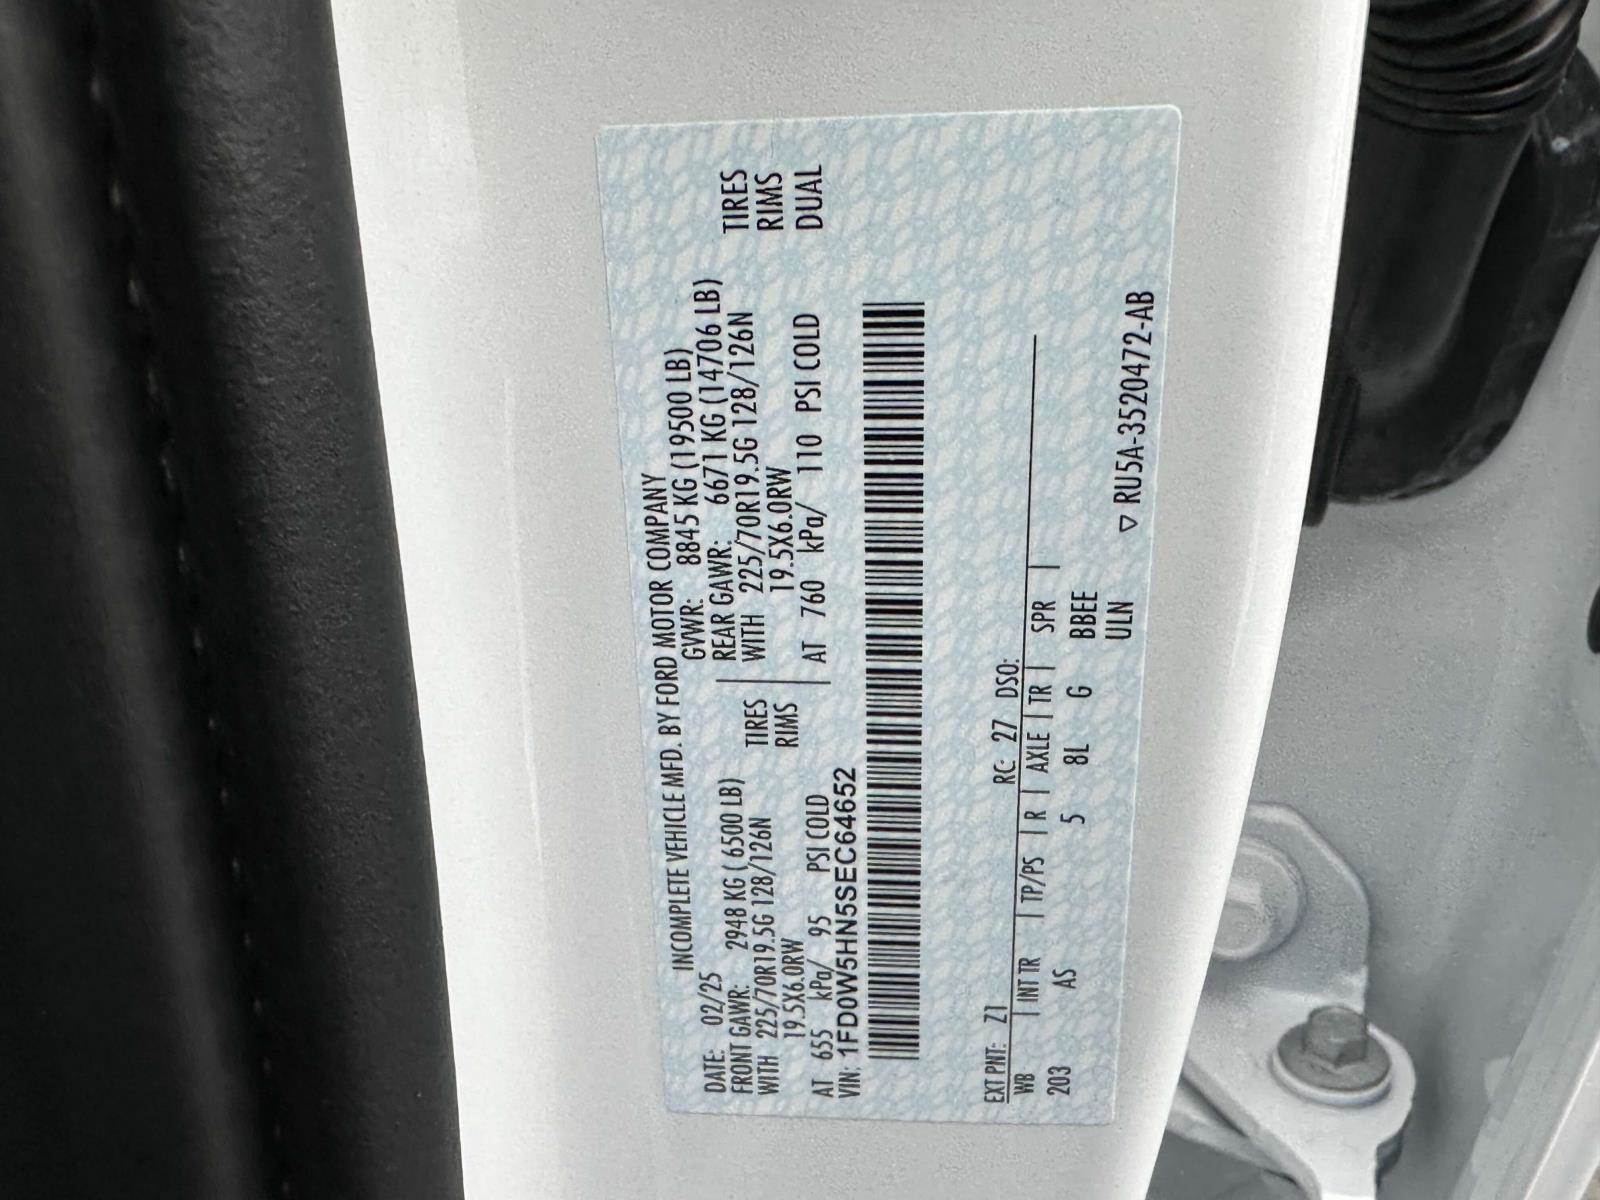 INCOMPLETE VEHICLE MFD. BY FORD MOTOR COMPANY
DATE: 02/25 GVWR: 8845 KG (19500 LB)
FRONT GAWR: 2948 KG ( 6500 LB) REAR GAWR: 6671 KG (14706 LB)
WITH 225/70R19.5G 128/126N TIRES WITH 225/70R19.5G 128/126N TIRES
19.5X6.0RW RIMS 19.5X6.0RW RIMS
AT 655 kPa/ 95 PSI COLD AT 760 kPa/ 110 PSI COLD DUAL
VIN: 1FD0W5HN5SEC64652
EXT PNT: Z1 RC: 27 DSO:
WB | INT TR | TP/PS | R | AXLE | TR | SPR |
203 AS 5 8L G BBEE
ULN ▽ RU5A-3520472-AB